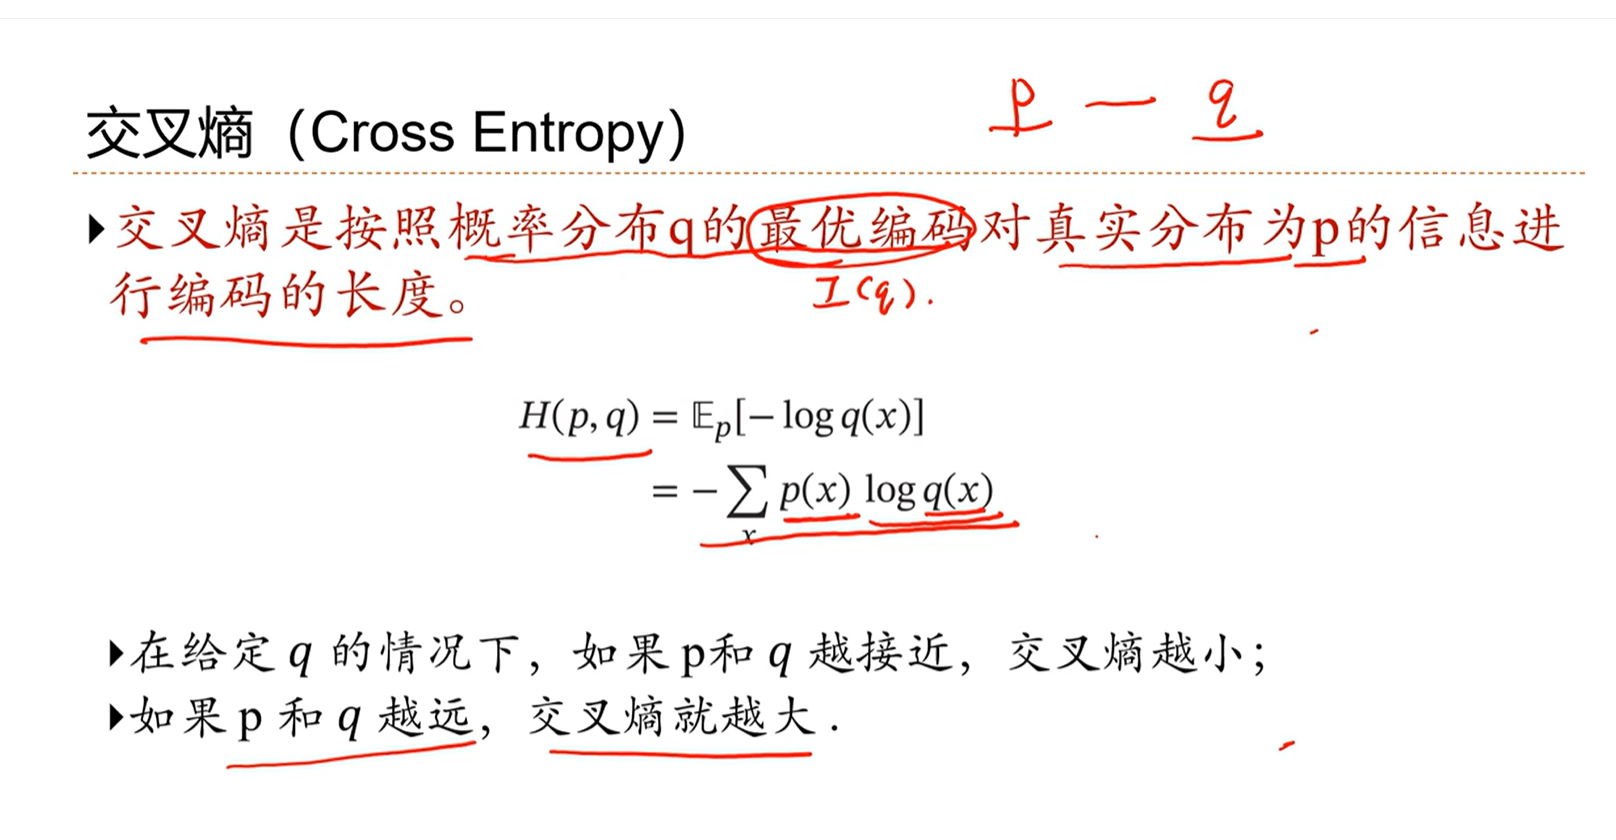 p — q
交叉熵（Cross Entropy）
交叉熵是按照概率分布q的最优编码对真实分布为p的信息进
行编码的长度。
I(q).
H(p, q) = 𝔼ₚ[− log q(x)]
= − ∑ₓ p(x) log q(x)
在给定 q 的情况下，如果 p和 q 越接近，交叉熵越小；
如果 p 和 q 越远，交叉熵就越大.